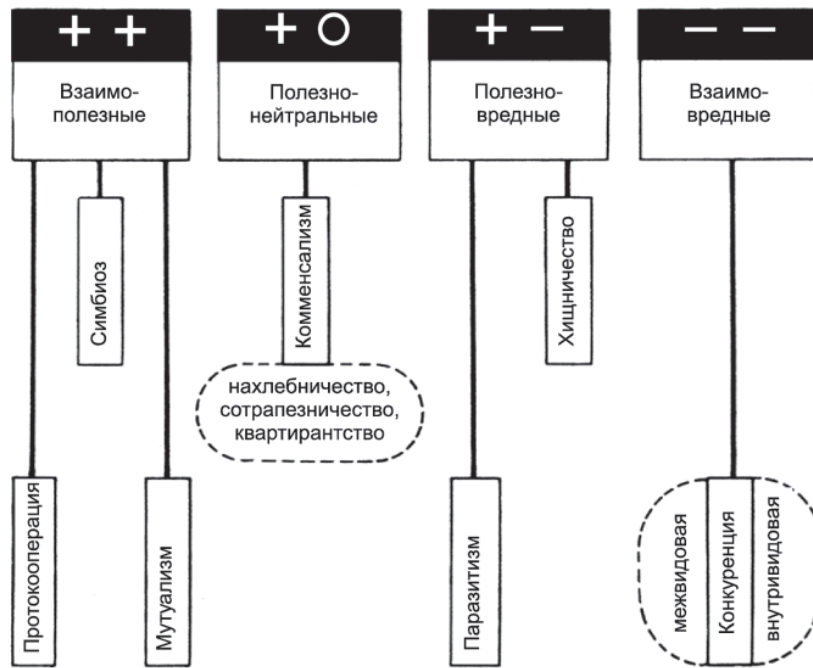 + +
Взаимо-
полезные
+ О
Полезно-
нейтральные
+ −
Полезно-
вредные
− −
Взаимо-
вредные
Протокооперация
Симбиоз
Мутуализм
Комменсализм
нахлебничество,
сотрапезничество,
квартирантство
Паразитизм
Хищничество
межвидовая
Конкуренция
внутривидовая